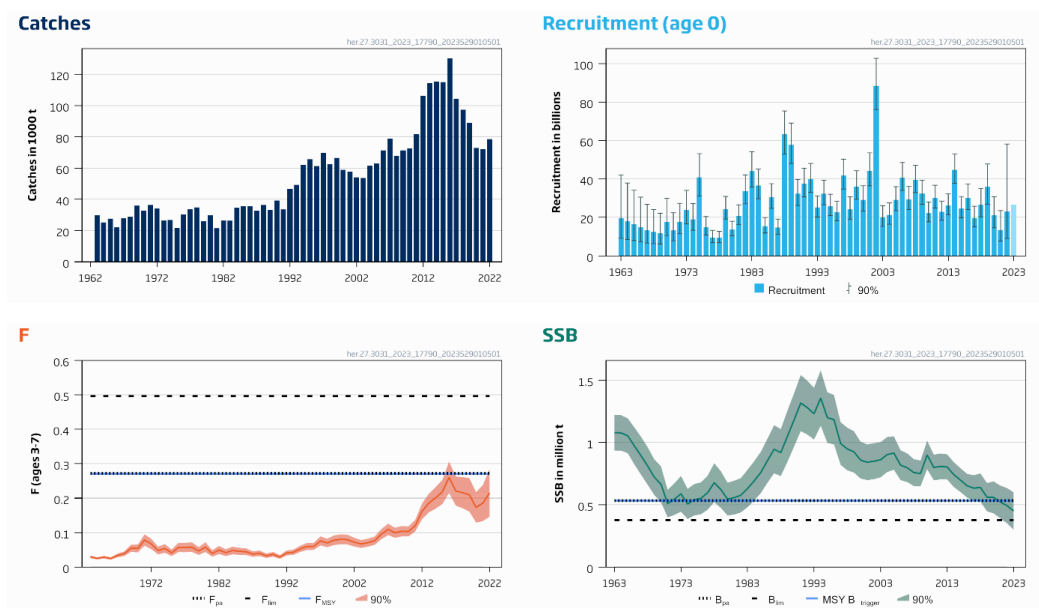 Catches
her.27.3031_2023_17790_2023529010501
Catches in 1000 t
120
100
80
60
40
20
0
1962
1972
1982
1992
2002
2012
2022
Recruitment (age 0)
her.27.3031_2023_17790_2023529010501
Recruitment in billions
100
80
60
40
20
0
1963
1973
1983
1993
2003
2013
2023
Recruitment
90%
F
her.27.3031_2023_17790_2023529010501
F (ages 3-7)
0.6
0.5
0.4
0.3
0.2
0.1
0
1972
1982
1992
2002
2012
2022
Fpa
Flim
FMSY
90%
SSB
her.27.3031_2023_17790_2023529010501
SSB in million t
1.5
1
0.5
0
1963
1973
1983
1993
2003
2013
2023
Bpa
Blim
MSY B trigger
90%